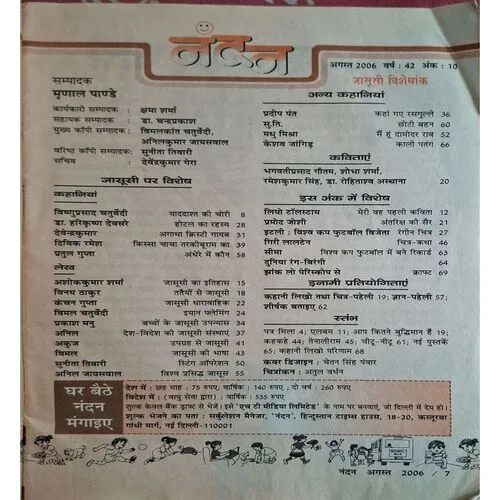 नंदन
अगस्त 2006 वर्ष : 42 अंक : 10
जासूसी विशेषांक
सम्पादक
मृणाल पाण्डे
कार्यकारी सम्पादक : क्षमा शर्मा
सहायक सम्पादक : डा. चन्द्रप्रकाश
मुख्य कॉपी सम्पादक : विमलकांत चतुर्वेदी,
अनिलकुमार जायसवाल
वरिष्ठ कॉपी सम्पादक: सुनीता तिवारी
सचिव : देवेंद्रकुमार गेरा
जासूसी पर विशेष
कहानियां
विष्णुप्रसाद चतुर्वेदी याददाश्त की चोरी 8
डा. हरिकृष्ण देवसरे होटल का रहस्य 28
देवेन्द्रकुमार अगाथा क्रिस्टी गायब 31
दिविक रमेश किस्सा चाचा तरकीबूराम का 39
प्रतुल गुप्ता अंधेरे में कौन 58
लेख
अशोककुमार शर्मा जासूसी का इतिहास 15
विनय ठाकुर ततैयों से जासूसी 18
कंचन गुप्ता जासूसी धारावाहिक 22
विमल चतुर्वेदी इयान फ्लेमिंग 24
प्रकाश मनु बच्चों के जासूसी उपन्यास 34
अनिल देश-विदेश की जासूसी संस्थाएं 37
अकुज उपग्रह से जासूसी 41
विमल जासूसी की भाषा 43
सुनीता तिवारी स्टिंग ऑपरेशन 50
अनिल जायसवाल विश्व प्रसिद्ध जासूस 55
अन्य कहानियां
प्रदीप पंत कहां गए रसगुल्ले 36
सु.ति. छोटी बहन 60
मधु मिश्रा मैं हूं दामोदर राव 52
केशव जांगिड़ काली पतंग 66
कविताएं
भगवतीप्रसाद गौतम, शोभा शर्मा,
रमेशकुमार सिंह, डा. रोहिताश्व अस्थाना 20
इस अंक में विशेष
लियो टॉलस्टाय मेरी वह पहली कविता 12
प्रमोद जोशी अंतरिक्ष की सैर 21
इटली : विश्व कप फुटबॉल विजेता रंगीन चित्र 27
गिरी लालटेन चित्र-कथा 46
सीमा विश्व कप फुटबॉल में बने रिकार्ड 63
दुनिया रंग-बिरंगी 64
झांक लो पेरिस्कोप से क्राफ्ट 69
इनामी प्रतियोगिताएं
कहानी लिखो तथा चित्र-पहेली 19; ज्ञान-पहेली 57;
शीर्षक बताइए 62
स्तंभ
पत्र मिला 4; एलबम 11; आप कितने बुद्धिमान हैं 19;
कहकहे 44; तेनालीराम 45; चीटू-नीटू 61; नई पुस्तकें
65; कहानी लिखो परिणाम 68
कवर डिजाइन : चेतन सिंह पंवार
चित्रांकन : अतुल वर्धन
घर बैठे
नंदन
मंगाइए
देश में : छह माह : 75 रुपए; वार्षिक : 140 रुपए ; दो वर्ष : 260 रुपए
विदेश में : (वायु सेवा द्वारा) : वार्षिक : 535 रुपए
शुल्क केवल बैंक ड्राफ्ट से भेजें। इसे 'एच टी मीडिया लिमिटेड' के नाम पर बनवाएं, जो दिल्ली में देय हो।
शुल्क भेजने का पता : सर्कुलेशन मैनेजर, 'नंदन', हिन्दुस्तान टाइम्स हाउस, 18-20, कस्तूरबा
गांधी मार्ग, नई दिल्ली-110001
नंदन अगस्त 2006 / 7